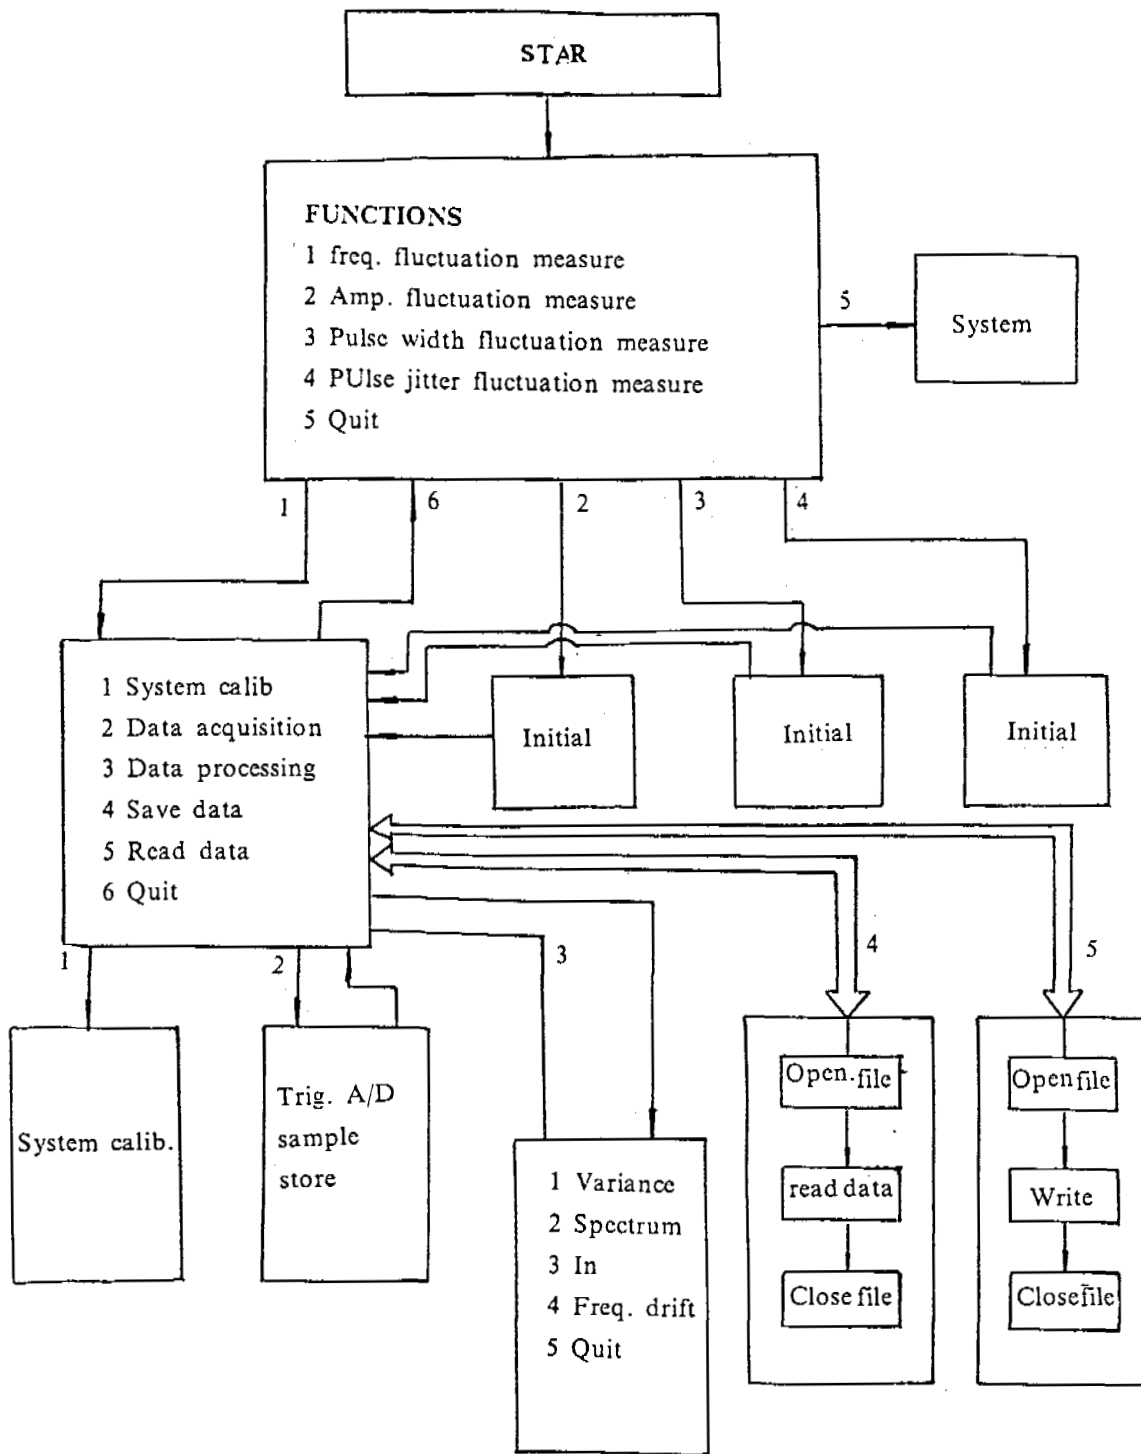 STAR
FUNCTIONS
1 freq. fluctuation measure
2 Amp. fluctuation measure
3 Pulse width fluctuation measure
4 PUlse jitter fluctuation measure
5 Quit
5
System
1
6
2
3
4
1 System calib
2 Data acquisition
3 Data processing
4 Save data
5 Read data
6 Quit
Initial
Initial
Initial
1
2
3
4
5
System calib.
Trig. A/D
sample
store
1 Variance
2 Spectrum
3 In
4 Freq. drift
5 Quit
Open.file
read data
Close file
Open file
Write
Close file